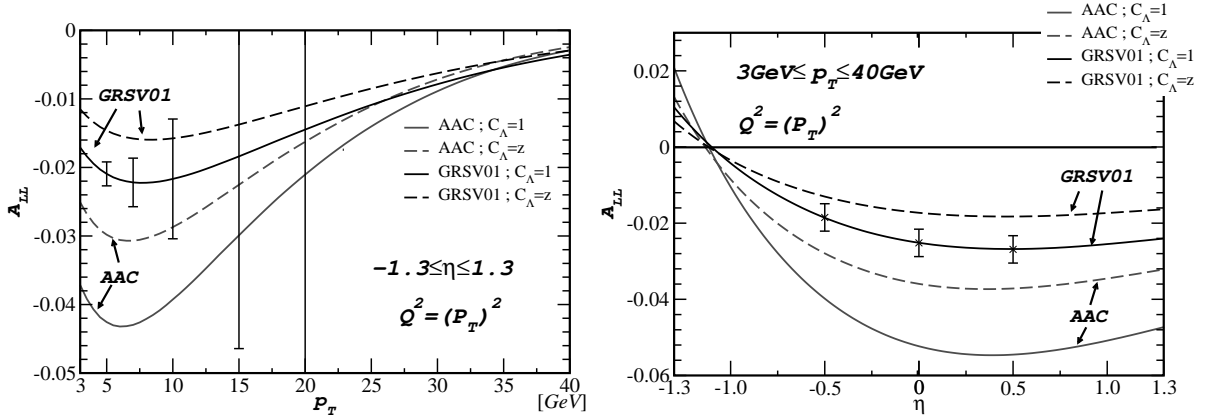 0
-0.01
-0.02
-0.03
-0.04
-0.05
A_LL
GRSV01
AAC
AAC ; C_Λ=1
AAC ; C_Λ=z
GRSV01 ; C_Λ=1
GRSV01 ; C_Λ=z
-1.3≤η≤1.3
Q^2=(P_T)^2
3 5 10 15 20 25 30 35 40
P_T
[GeV]
AAC ; C_Λ=1
AAC ; C_Λ=z
GRSV01 ; C_Λ=1
GRSV01 ; C_Λ=z
3GeV≤ p_T ≤40GeV
Q^2=(P_T)^2
0.02
0
-0.02
-0.04
-0.06
A_LL
GRSV01
AAC
-1.3 -1.0 -0.5 0 0.5 1.0 1.3
η